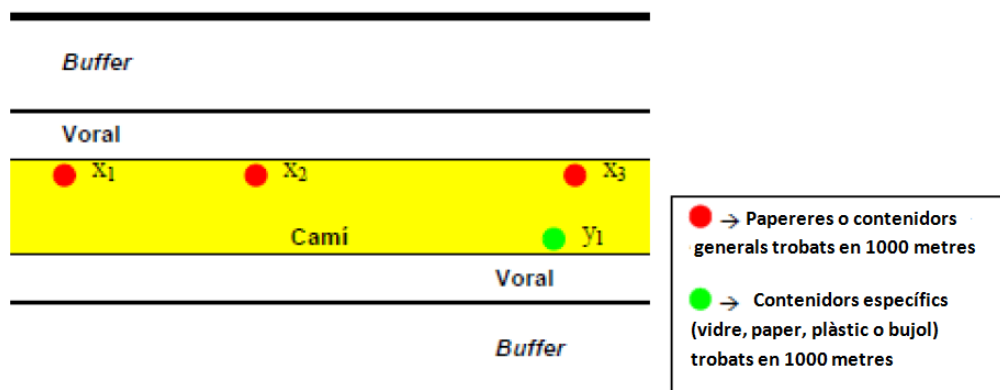 Buffer
Voral
x₁ x₂ x₃
Camí y₁
Voral
Buffer
→ Papereres o contenidors
generals trobats en 1000 metres
→ Contenidors específics
(vidre, paper, plàstic o bujol)
trobats en 1000 metres